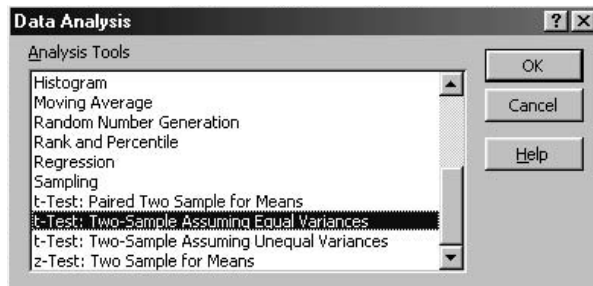 Data Analysis
Analysis Tools
Histogram
Moving Average
Random Number Generation
Rank and Percentile
Regression
Sampling
t-Test: Paired Two Sample for Means
t-Test: Two-Sample Assuming Equal Variances
t-Test: Two-Sample Assuming Unequal Variances
z-Test: Two Sample for Means
OK
Cancel
Help